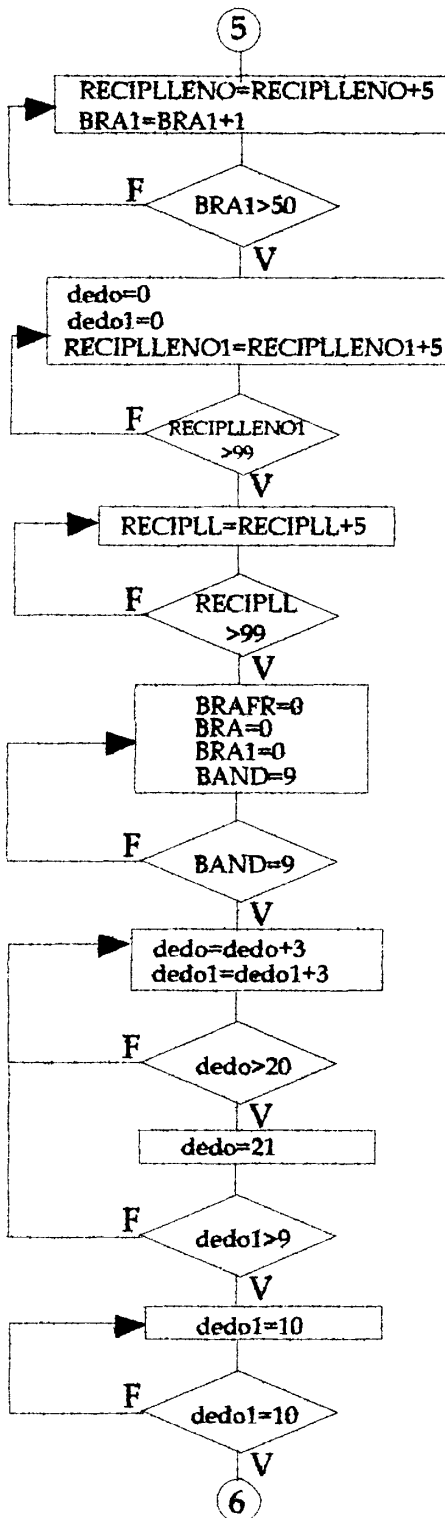 5
RECIPLLENO=RECIPLLENO+5
BRA1=BRA1+1
F
BRA1>50
V
dedo=0
dedo1=0
RECIPLLENO1=RECIPLLENO1+5
F
RECIPLLENO1
>99
V
RECIPLL=RECIPLL+5
F
RECIPLL
>99
V
BRAFR=0
BRA=0
BRA1=0
BAND=9
F
BAND=9
V
dedo=dedo+3
dedo1=dedo1+3
F
dedo>20
V
dedo=21
F
dedo1>9
V
dedo1=10
F
dedo1=10
V
6